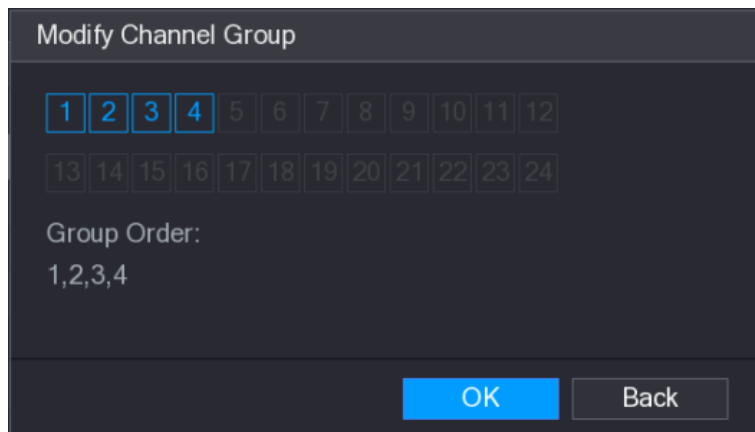 Modify Channel Group
1 2 3 4 5 6 7 8 9 10 11 12
13 14 15 16 17 18 19 20 21 22 23 24
Group Order:
1,2,3,4
OK Back